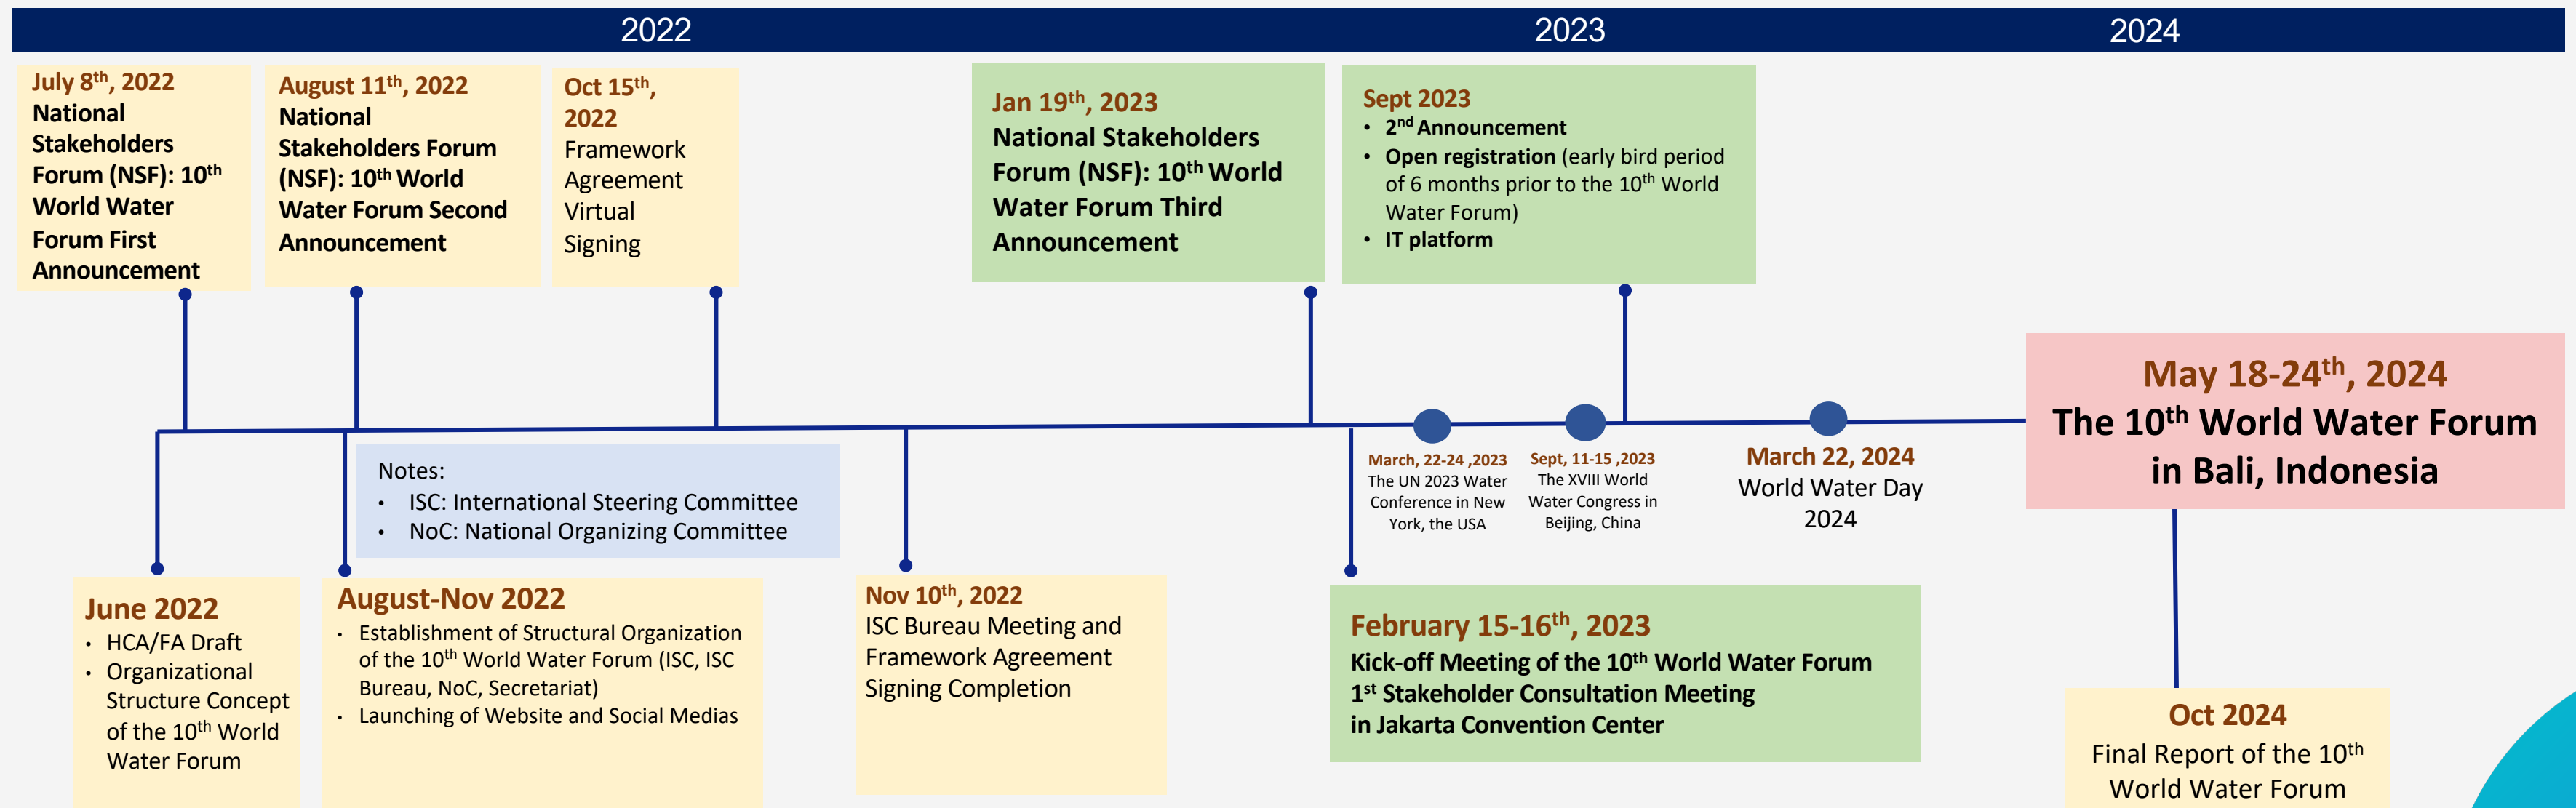 2022
2023
2024
July 8th, 2022
National
Stakeholders
Forum (NSF): 10th
World Water
Forum First
Announcement
August 11th, 2022
National
Stakeholders Forum
(NSF): 10th World
Water Forum Second
Announcement
Oct 15th,
2022
Framework
Agreement
Virtual
Signing
Jan 19th, 2023
National Stakeholders
Forum (NSF): 10th World
Water Forum Third
Announcement
Sept 2023
• 2nd Announcement
• Open registration (early bird period
of 6 months prior to the 10th World
Water Forum)
• IT platform
May 18-24th, 2024
The 10th World Water Forum
in Bali, Indonesia
Notes:
• ISC: International Steering Committee
• NoC: National Organizing Committee
March, 22-24 ,2023
The UN 2023 Water
Conference in New
York, the USA
Sept, 11-15 ,2023
The XVIII World
Water Congress in
Beijing, China
March 22, 2024
World Water Day
2024
June 2022
• HCA/FA Draft
• Organizational
Structure Concept
of the 10th World
Water Forum
August-Nov 2022
• Establishment of Structural Organization
of the 10th World Water Forum (ISC, ISC
Bureau, NoC, Secretariat)
• Launching of Website and Social Medias
Nov 10th, 2022
ISC Bureau Meeting and
Framework Agreement
Signing Completion
February 15-16th, 2023
Kick-off Meeting of the 10th World Water Forum
1st Stakeholder Consultation Meeting
in Jakarta Convention Center
Oct 2024
Final Report of the 10th
World Water Forum